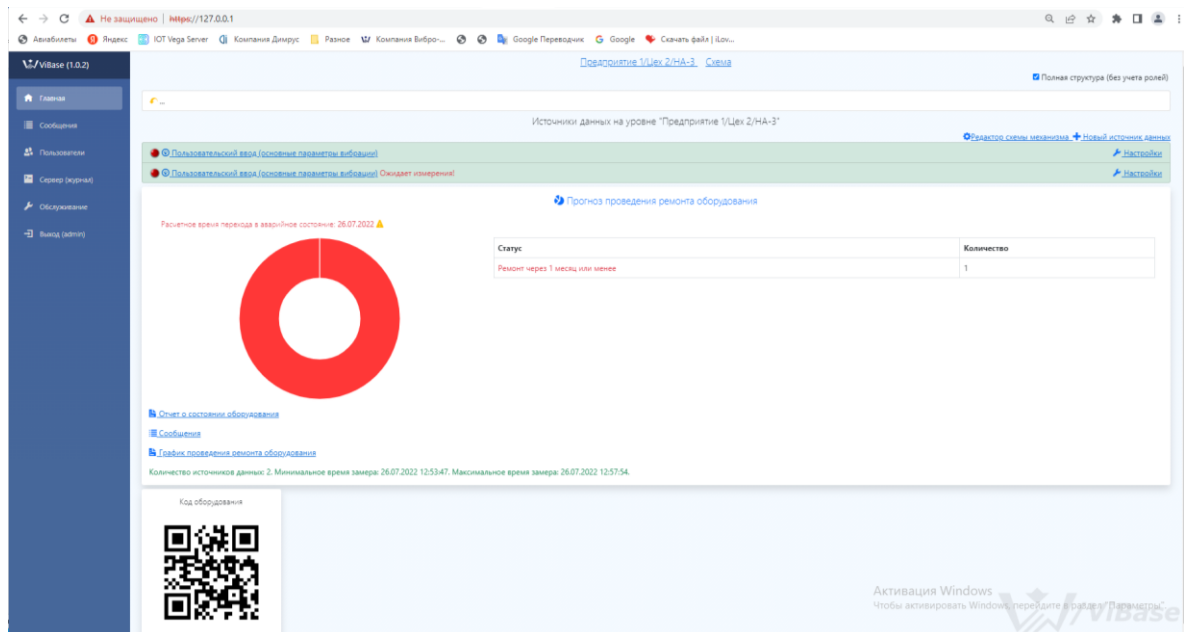 Не защищено | https://127.0.0.1
Авиабилеты Яндекс IOT Vega Server Компания Димрус Разное Компания Вибро-... Google Переводчик Google Скачать файл | iLov...
ViBase (1.0.2)
Предприятие 1/Цех 2/НА-3 Схема
Полная структура (без учета ролей)
Главная
..
Сообщения
Источники данных на уровне "Предприятие 1/Цех 2/НА-3"
Редактор схемы механизма Новый источник данных
Пользователи
Пользовательский ввод (основные параметры вибрации) Настройки
Сервер (журнал)
Пользовательский ввод (основные параметры вибрации) Ожидает измерения! Настройки
Обслуживание
Прогноз проведения ремонта оборудования
Выход (admin)
Расчетное время перехода в аварийное состояние: 26.07.2022
Статус Количество
Ремонт через 1 месяц или менее 1
Отчет о состоянии оборудования
Сообщения
График проведения ремонта оборудования
Количество источников данных: 2. Минимальное время замера: 26.07.2022 12:53:47. Максимальное время замера: 26.07.2022 12:57:54.
Код оборудования
Активация Windows
Чтобы активировать Windows, перейдите в раздел "Параметры".
ViBase